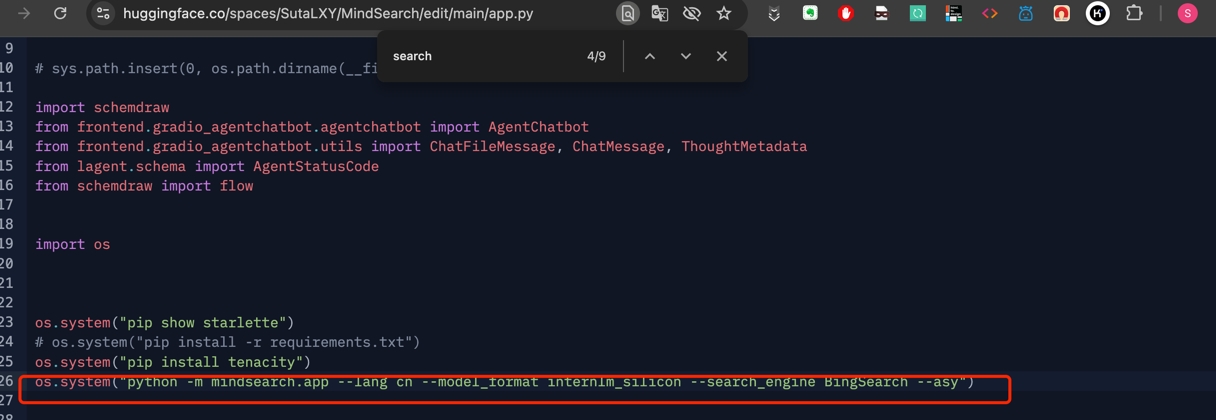 huggingface.co/spaces/SutaLXY/MindSearch/edit/main/app.py
S
search 4/9
9
10 # sys.path.insert(0, os.path.dirname(__fi
11
12 import schemdraw
13 from frontend.gradio_agentchatbot.agentchatbot import AgentChatbot
14 from frontend.gradio_agentchatbot.utils import ChatFileMessage, ChatMessage, ThoughtMetadata
15 from lagent.schema import AgentStatusCode
16 from schemdraw import flow
17
18
19 import os
20
21
22
23 os.system("pip show starlette")
24 # os.system("pip install -r requirements.txt")
25 os.system("pip install tenacity")
26 os.system("python -m mindsearch.app --lang cn --model_format internlm_silicon --search_engine BingSearch --asy")
27
28